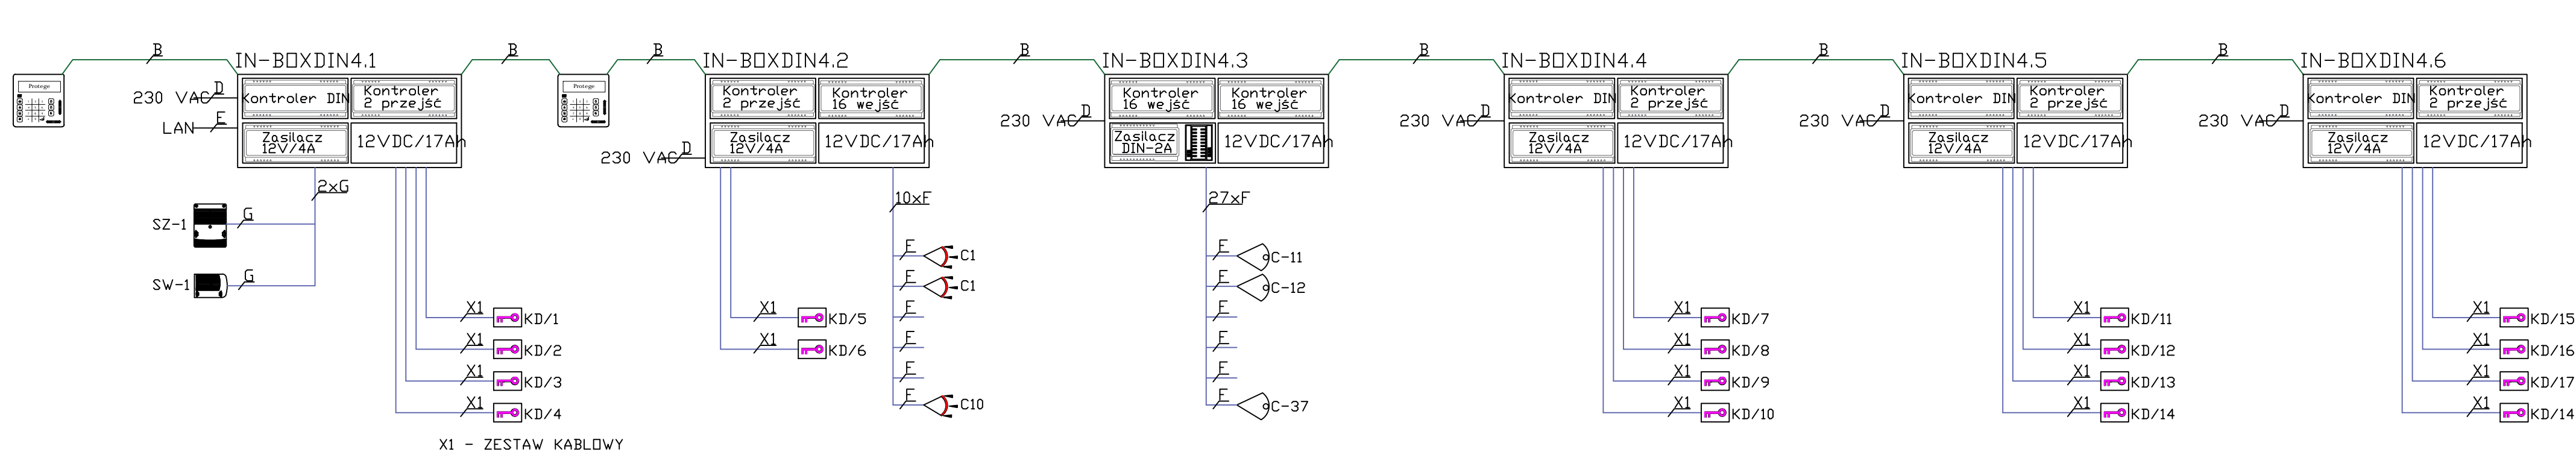 B
B
B
B
B
B
B
IN-BOXDIN4.1
IN-BOXDIN4.2
IN-BOXDIN4.3
IN-BOXDIN4.4
IN-BOXDIN4.5
IN-BOXDIN4.6
Protege
230 VAC D
LAN E
Kontroler DIN
Kontroler
2 przejść
Zasilacz
12V/4A
12VDC/17Ah
2xG
SZ-1 G
SW-1 G
X1 KD/1
X1 KD/2
X1 KD/3
X1 KD/4
X1 - ZESTAW KABLOWY
Protege
230 VAC D
Kontroler
2 przejść
Kontroler
16 wejść
Zasilacz
12V/4A
12VDC/17Ah
X1 KD/5
X1 KD/6
10xF
F C1
F C1
F
F
F
F C10
230 VAC D
Kontroler
16 wejść
Kontroler
16 wejść
Zasilacz
DIN-2A
12VDC/17Ah
27xF
F C-11
F C-12
F
F
F
F C-37
230 VAC D
Kontroler DIN
Kontroler
2 przejść
Zasilacz
12V/4A
12VDC/17Ah
X1 KD/7
X1 KD/8
X1 KD/9
X1 KD/10
230 VAC D
Kontroler DIN
Kontroler
2 przejść
Zasilacz
12V/4A
12VDC/17Ah
X1 KD/11
X1 KD/12
X1 KD/13
X1 KD/14
230 VAC D
Kontroler DIN
Kontroler
2 przejść
Zasilacz
12V/4A
12VDC/17Ah
X1 KD/15
X1 KD/16
X1 KD/17
X1 KD/14